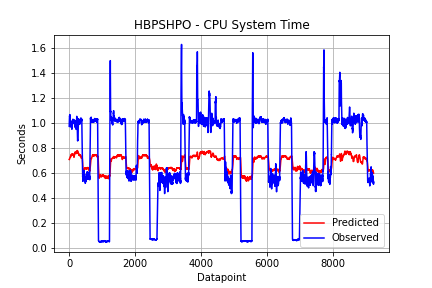 HBPSHPO - CPU System Time
1.6
1.4
1.2
1.0
0.8
0.6
0.4
0.2
0.0
Seconds
0 2000 4000 6000 8000
Datapoint
Predicted
Observed